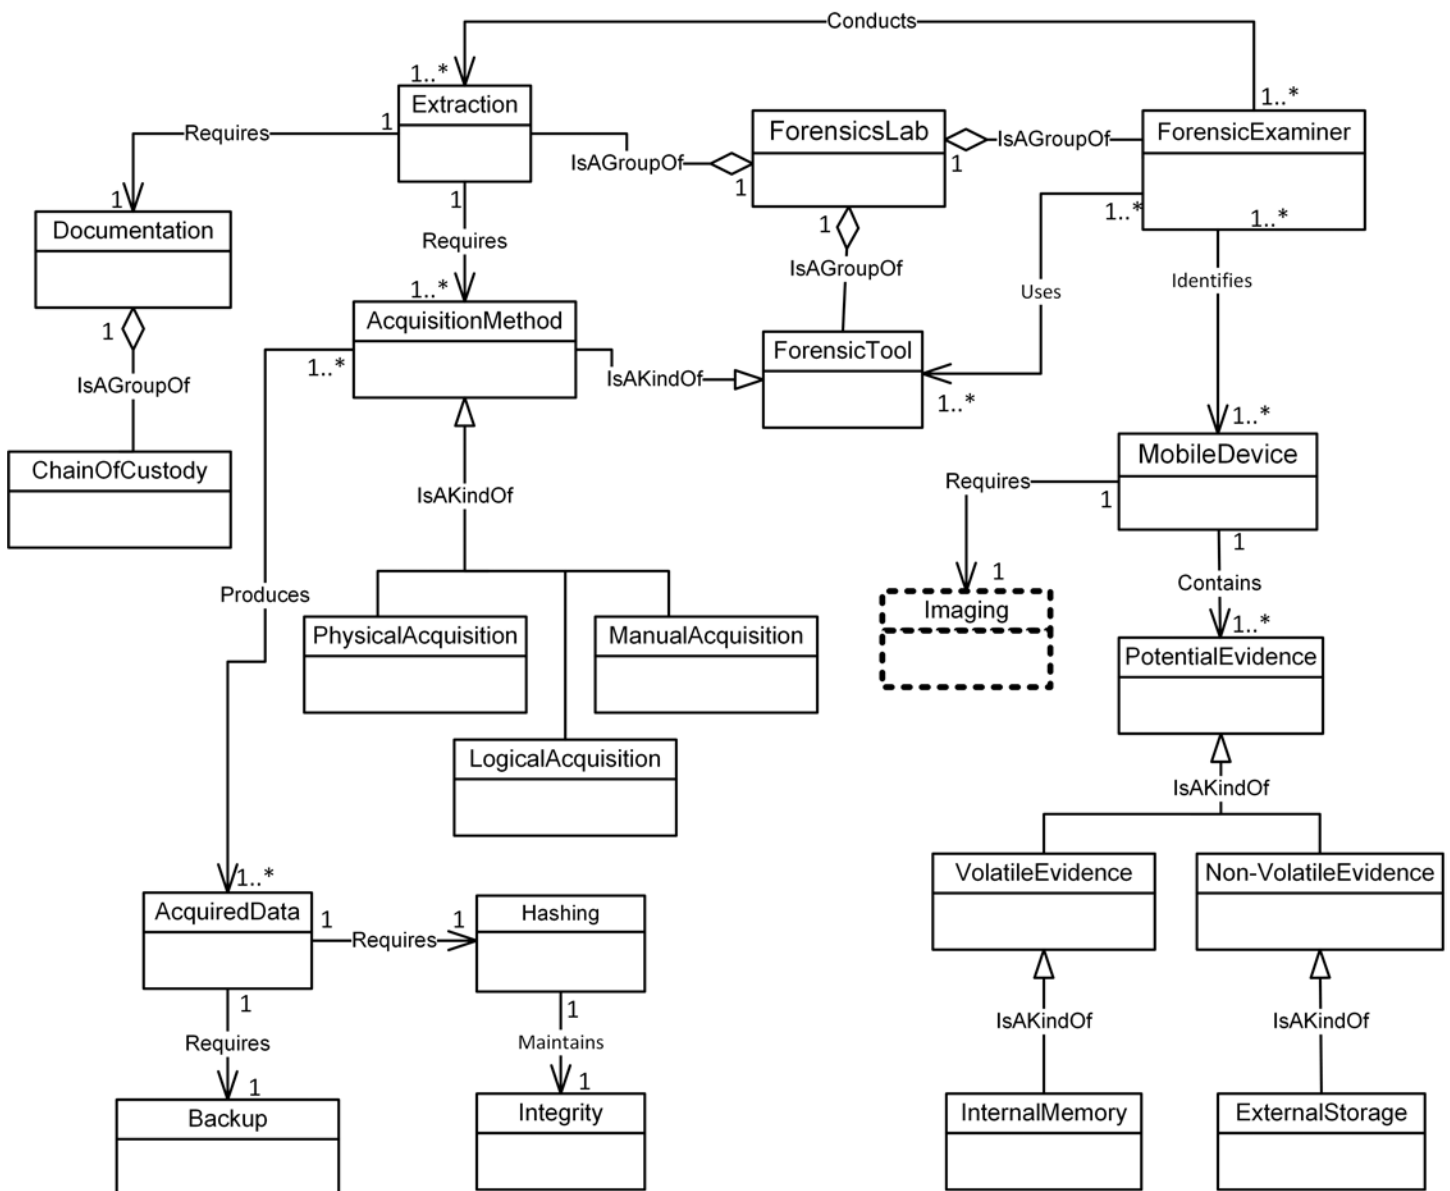 Conducts
1..*
1..*
Extraction
ForensicsLab
ForensicExaminer
1
Requires
IsAGroupOf
1
1
IsAGroupOf
1
1
Documentation
1
Requires
1..*
1
IsAGroupOf
1..*
1..*
Identifies
Uses
AcquisitionMethod
1..*
ForensicTool
IsAKindOf
1..*
1
IsAGroupOf
ChainOfCustody
1..*
MobileDevice
Requires
1
1
IsAKindOf
Contains
1
Imaging
1..*
PotentialEvidence
Produces
PhysicalAcquisition
ManualAcquisition
LogicalAcquisition
IsAKindOf
VolatileEvidence
Non-VolatileEvidence
1..*
AcquiredData
1
Requires
1
Hashing
1
Requires
1
Backup
1
Maintains
1
Integrity
IsAKindOf
IsAKindOf
InternalMemory
ExternalStorage